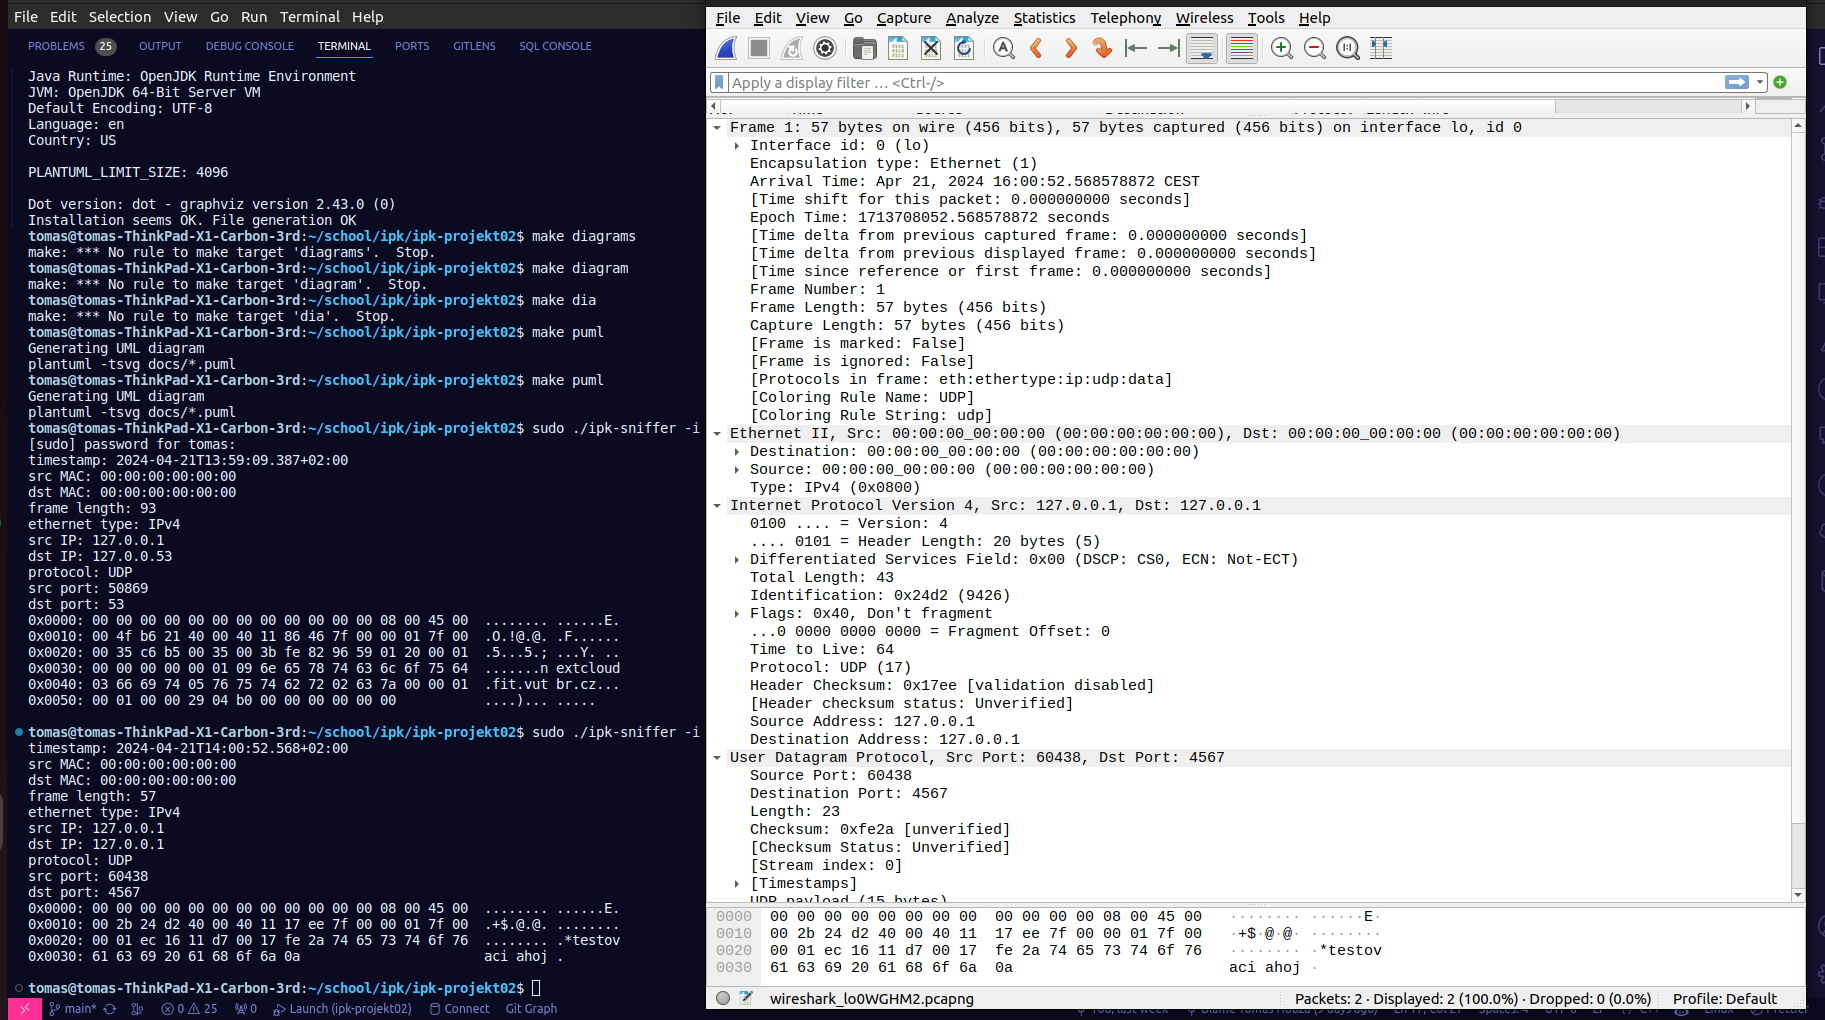 File Edit Selection View Go Run Terminal Help
PROBLEMS 25 OUTPUT DEBUG CONSOLE TERMINAL PORTS GITLENS SQL CONSOLE
Java Runtime: OpenJDK Runtime Environment
JVM: OpenJDK 64-Bit Server VM
Default Encoding: UTF-8
Language: en
Country: US
PLANTUML_LIMIT_SIZE: 4096
Dot version: dot - graphviz version 2.43.0 (0)
Installation seems OK. File generation OK
tomas@tomas-ThinkPad-X1-Carbon-3rd:~/school/ipk/ipk-projekt02$ make diagrams
make: *** No rule to make target 'diagrams'.  Stop.
tomas@tomas-ThinkPad-X1-Carbon-3rd:~/school/ipk/ipk-projekt02$ make diagram
make: *** No rule to make target 'diagram'.  Stop.
tomas@tomas-ThinkPad-X1-Carbon-3rd:~/school/ipk/ipk-projekt02$ make dia
make: *** No rule to make target 'dia'.  Stop.
tomas@tomas-ThinkPad-X1-Carbon-3rd:~/school/ipk/ipk-projekt02$ make puml
Generating UML diagram
plantuml -tsvg docs/*.puml
tomas@tomas-ThinkPad-X1-Carbon-3rd:~/school/ipk/ipk-projekt02$ make puml
Generating UML diagram
plantuml -tsvg docs/*.puml
tomas@tomas-ThinkPad-X1-Carbon-3rd:~/school/ipk/ipk-projekt02$ sudo ./ipk-sniffer -i
[sudo] password for tomas:
timestamp: 2024-04-21T13:59:09.387+02:00
src MAC: 00:00:00:00:00:00
dst MAC: 00:00:00:00:00:00
frame length: 93
ethernet type: IPv4
src IP: 127.0.0.1
dst IP: 127.0.0.53
protocol: UDP
src port: 50869
dst port: 53
0x0000: 00 00 00 00 00 00 00 00 00 00 00 00 08 00 45 00  ........ ......E.
0x0010: 00 4f b6 21 40 00 40 11 86 46 7f 00 00 01 7f 00  .O.!@.@. .F......
0x0020: 00 35 c6 b5 00 35 00 3b fe 82 96 59 01 20 00 01  .5...5.; ...Y. ..
0x0030: 00 00 00 00 00 01 09 6e 65 78 74 63 6c 6f 75 64  .......n extcloud
0x0040: 03 66 69 74 05 76 75 74 62 72 02 63 7a 00 00 01  .fit.vut br.cz...
0x0050: 00 01 00 00 29 04 b0 00 00 00 00 00 00           ....)... .....
tomas@tomas-ThinkPad-X1-Carbon-3rd:~/school/ipk/ipk-projekt02$ sudo ./ipk-sniffer -i
timestamp: 2024-04-21T14:00:52.568+02:00
src MAC: 00:00:00:00:00:00
dst MAC: 00:00:00:00:00:00
frame length: 57
ethernet type: IPv4
src IP: 127.0.0.1
dst IP: 127.0.0.1
protocol: UDP
src port: 60438
dst port: 4567
0x0000: 00 00 00 00 00 00 00 00 00 00 00 00 08 00 45 00  ........ ......E.
0x0010: 00 2b 24 d2 40 00 40 11 17 ee 7f 00 00 01 7f 00  .+$.@.@. ........
0x0020: 00 01 ec 16 11 d7 00 17 fe 2a 74 65 73 74 6f 76  ........ .*testov
0x0030: 61 63 69 20 61 68 6f 6a 0a                       aci ahoj .
tomas@tomas-ThinkPad-X1-Carbon-3rd:~/school/ipk/ipk-projekt02$
main* 0 25 0 Launch (ipk-projekt02) Connect Git Graph
File Edit View Go Capture Analyze Statistics Telephony Wireless Tools Help
Apply a display filter … <Ctrl-/>
Frame 1: 57 bytes on wire (456 bits), 57 bytes captured (456 bits) on interface lo, id 0
Interface id: 0 (lo)
Encapsulation type: Ethernet (1)
Arrival Time: Apr 21, 2024 16:00:52.568578872 CEST
[Time shift for this packet: 0.000000000 seconds]
Epoch Time: 1713708052.568578872 seconds
[Time delta from previous captured frame: 0.000000000 seconds]
[Time delta from previous displayed frame: 0.000000000 seconds]
[Time since reference or first frame: 0.000000000 seconds]
Frame Number: 1
Frame Length: 57 bytes (456 bits)
Capture Length: 57 bytes (456 bits)
[Frame is marked: False]
[Frame is ignored: False]
[Protocols in frame: eth:ethertype:ip:udp:data]
[Coloring Rule Name: UDP]
[Coloring Rule String: udp]
Ethernet II, Src: 00:00:00_00:00:00 (00:00:00:00:00:00), Dst: 00:00:00_00:00:00 (00:00:00:00:00:00)
Destination: 00:00:00_00:00:00 (00:00:00:00:00:00)
Source: 00:00:00_00:00:00 (00:00:00:00:00:00)
Type: IPv4 (0x0800)
Internet Protocol Version 4, Src: 127.0.0.1, Dst: 127.0.0.1
0100 .... = Version: 4
.... 0101 = Header Length: 20 bytes (5)
Differentiated Services Field: 0x00 (DSCP: CS0, ECN: Not-ECT)
Total Length: 43
Identification: 0x24d2 (9426)
Flags: 0x40, Don't fragment
...0 0000 0000 0000 = Fragment Offset: 0
Time to Live: 64
Protocol: UDP (17)
Header Checksum: 0x17ee [validation disabled]
[Header checksum status: Unverified]
Source Address: 127.0.0.1
Destination Address: 127.0.0.1
User Datagram Protocol, Src Port: 60438, Dst Port: 4567
Source Port: 60438
Destination Port: 4567
Length: 23
Checksum: 0xfe2a [unverified]
[Checksum Status: Unverified]
[Stream index: 0]
[Timestamps]
UDP payload (15 bytes)
0000 00 00 00 00 00 00 00 00  00 00 00 00 08 00 45 00  ········ ······E·
0010 00 2b 24 d2 40 00 40 11  17 ee 7f 00 00 01 7f 00  ·+$·@·@· ········
0020 00 01 ec 16 11 d7 00 17  fe 2a 74 65 73 74 6f 76  ········ ·*testov
0030 61 63 69 20 61 68 6f 6a  0a  aci ahoj ·
wireshark_lo0WGHM2.pcapng Packets: 2 · Displayed: 2 (100.0%) · Dropped: 0 (0.0%) Profile: Default